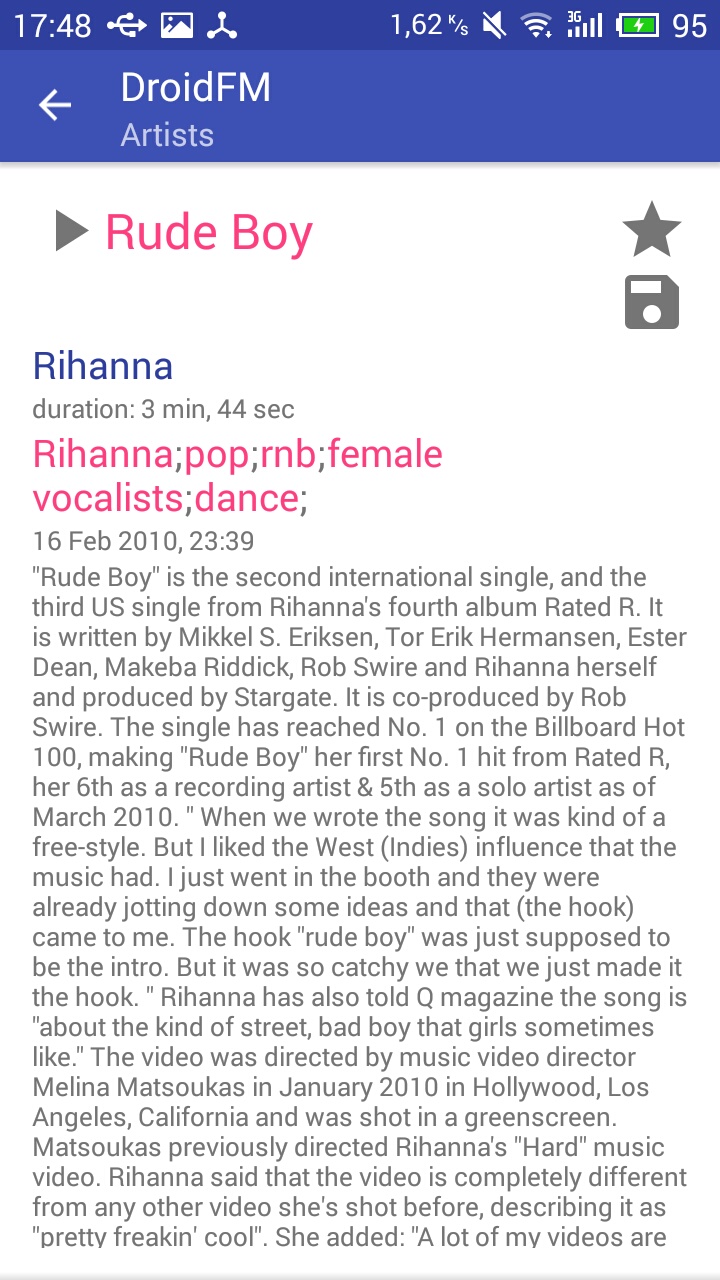 17:48 1,62 K/s 3G 95
DroidFM
Artists
Rude Boy
Rihanna
duration: 3 min, 44 sec
Rihanna;pop;rnb;female
vocalists;dance;
16 Feb 2010, 23:39
"Rude Boy" is the second international single, and the
third US single from Rihanna's fourth album Rated R. It
is written by Mikkel S. Eriksen, Tor Erik Hermansen, Ester
Dean, Makeba Riddick, Rob Swire and Rihanna herself
and produced by Stargate. It is co-produced by Rob
Swire. The single has reached No. 1 on the Billboard Hot
100, making "Rude Boy" her first No. 1 hit from Rated R,
her 6th as a recording artist & 5th as a solo artist as of
March 2010. " When we wrote the song it was kind of a
free-style. But I liked the West (Indies) influence that the
music had. I just went in the booth and they were
already jotting down some ideas and that (the hook)
came to me. The hook "rude boy" was just supposed to
be the intro. But it was so catchy we that we just made it
the hook. " Rihanna has also told Q magazine the song is
"about the kind of street, bad boy that girls sometimes
like." The video was directed by music video director
Melina Matsoukas in January 2010 in Hollywood, Los
Angeles, California and was shot in a greenscreen.
Matsoukas previously directed Rihanna's "Hard" music
video. Rihanna said that the video is completely different
from any other video she's shot before, describing it as
"pretty freakin' cool". She added: "A lot of my videos are